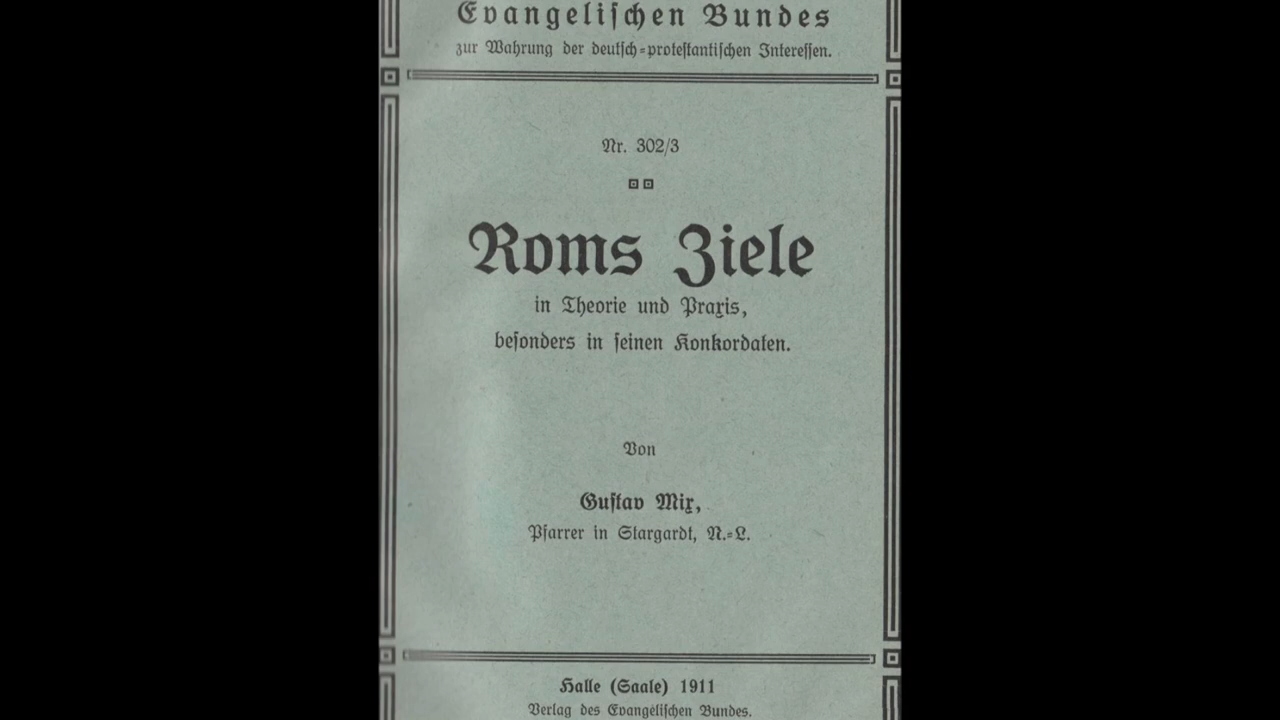 Evangeliſchen Bundes
zur Wahrung der deutſch-proteſtantiſchen Intereſſen.
Nr. 302/3
Roms Ziele
in Theorie und Praxis,
beſonders in ſeinen Konkordaten.
Von
Guſtav Mix,
Pfarrer in Stargardt, N.-L.
Halle (Saale) 1911
Verlag des Evangeliſchen Bundes.